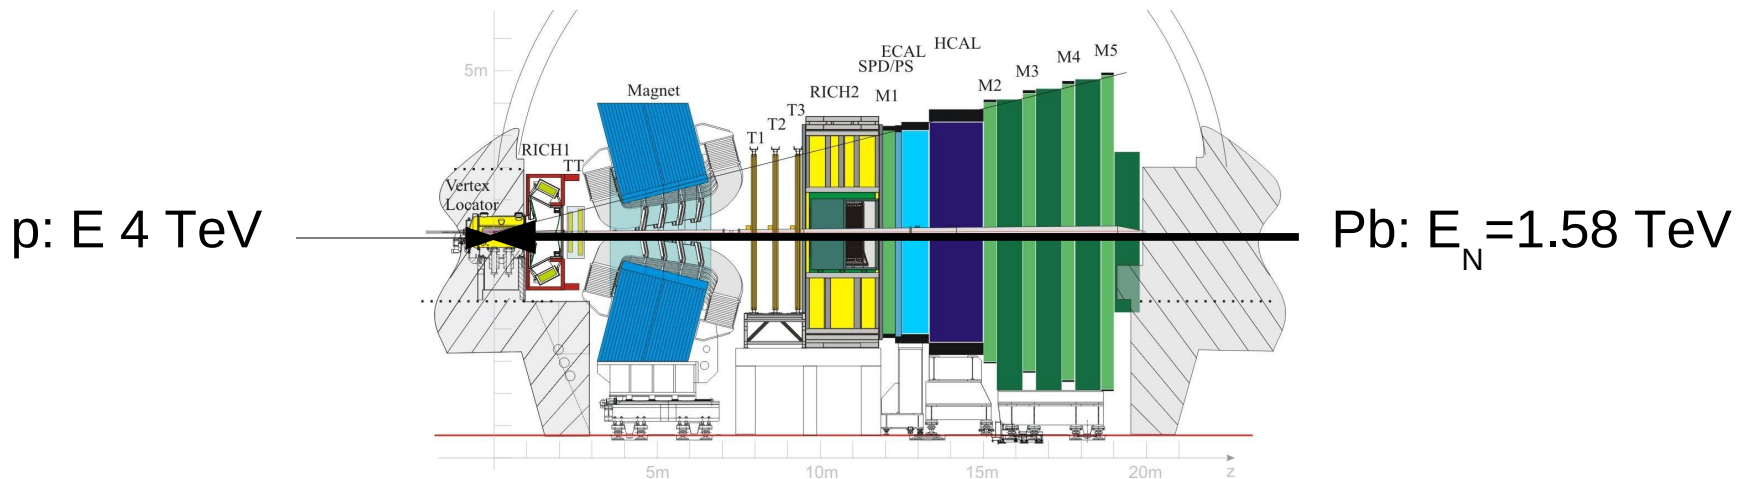 p: E 4 TeV
5m
Vertex
Locator
RICH1
TT
Magnet
T1
T2
T3
RICH2
M1
SPD/PS
ECAL
HCAL
M2
M3
M4
M5
Pb: E_N=1.58 TeV
5m
10m
15m
20m
z